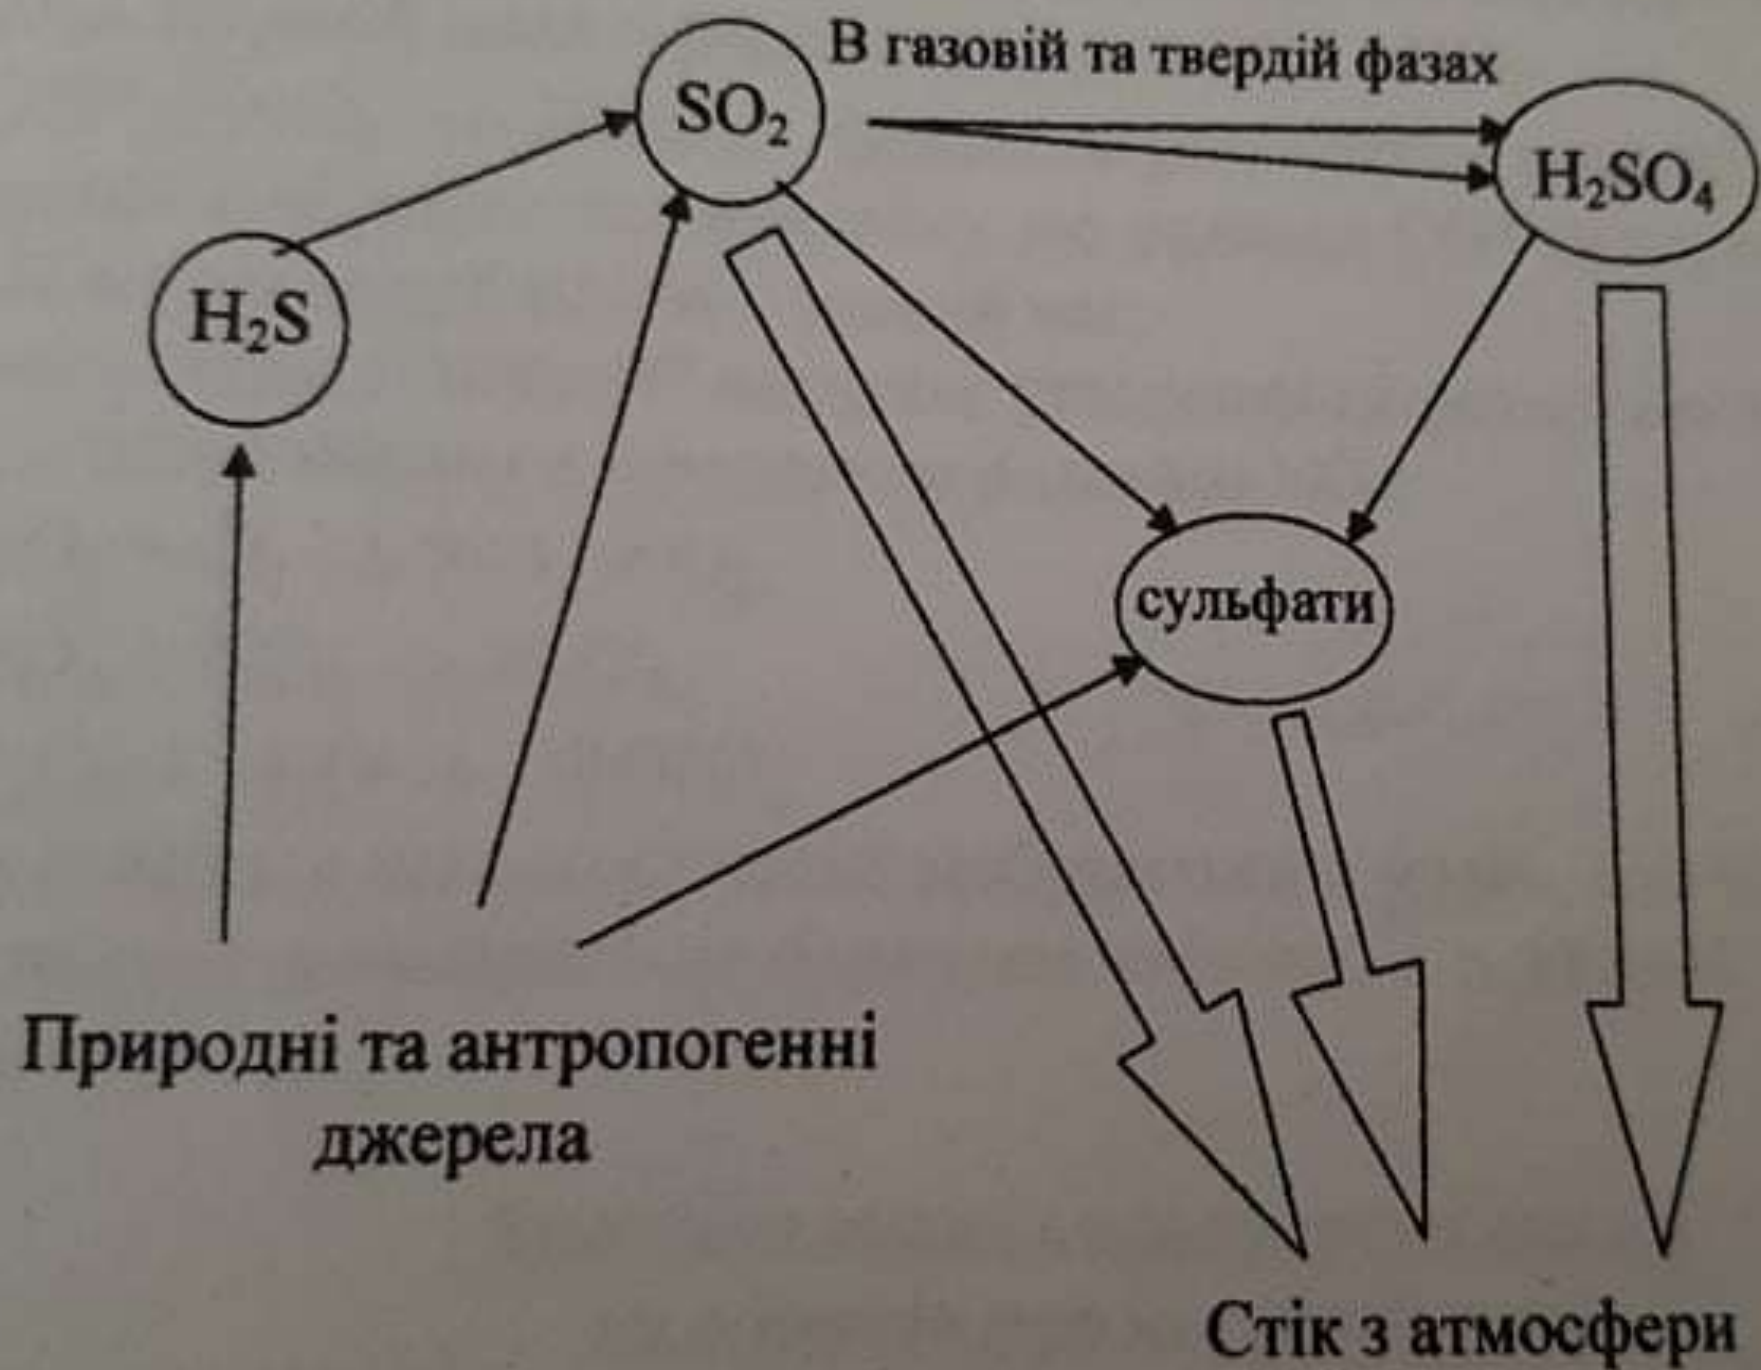 В газовій та твердій фазах
SO₂
H₂SO₄
H₂S
сульфати
Природні та антропогенні
джерела
Стік з атмосфери